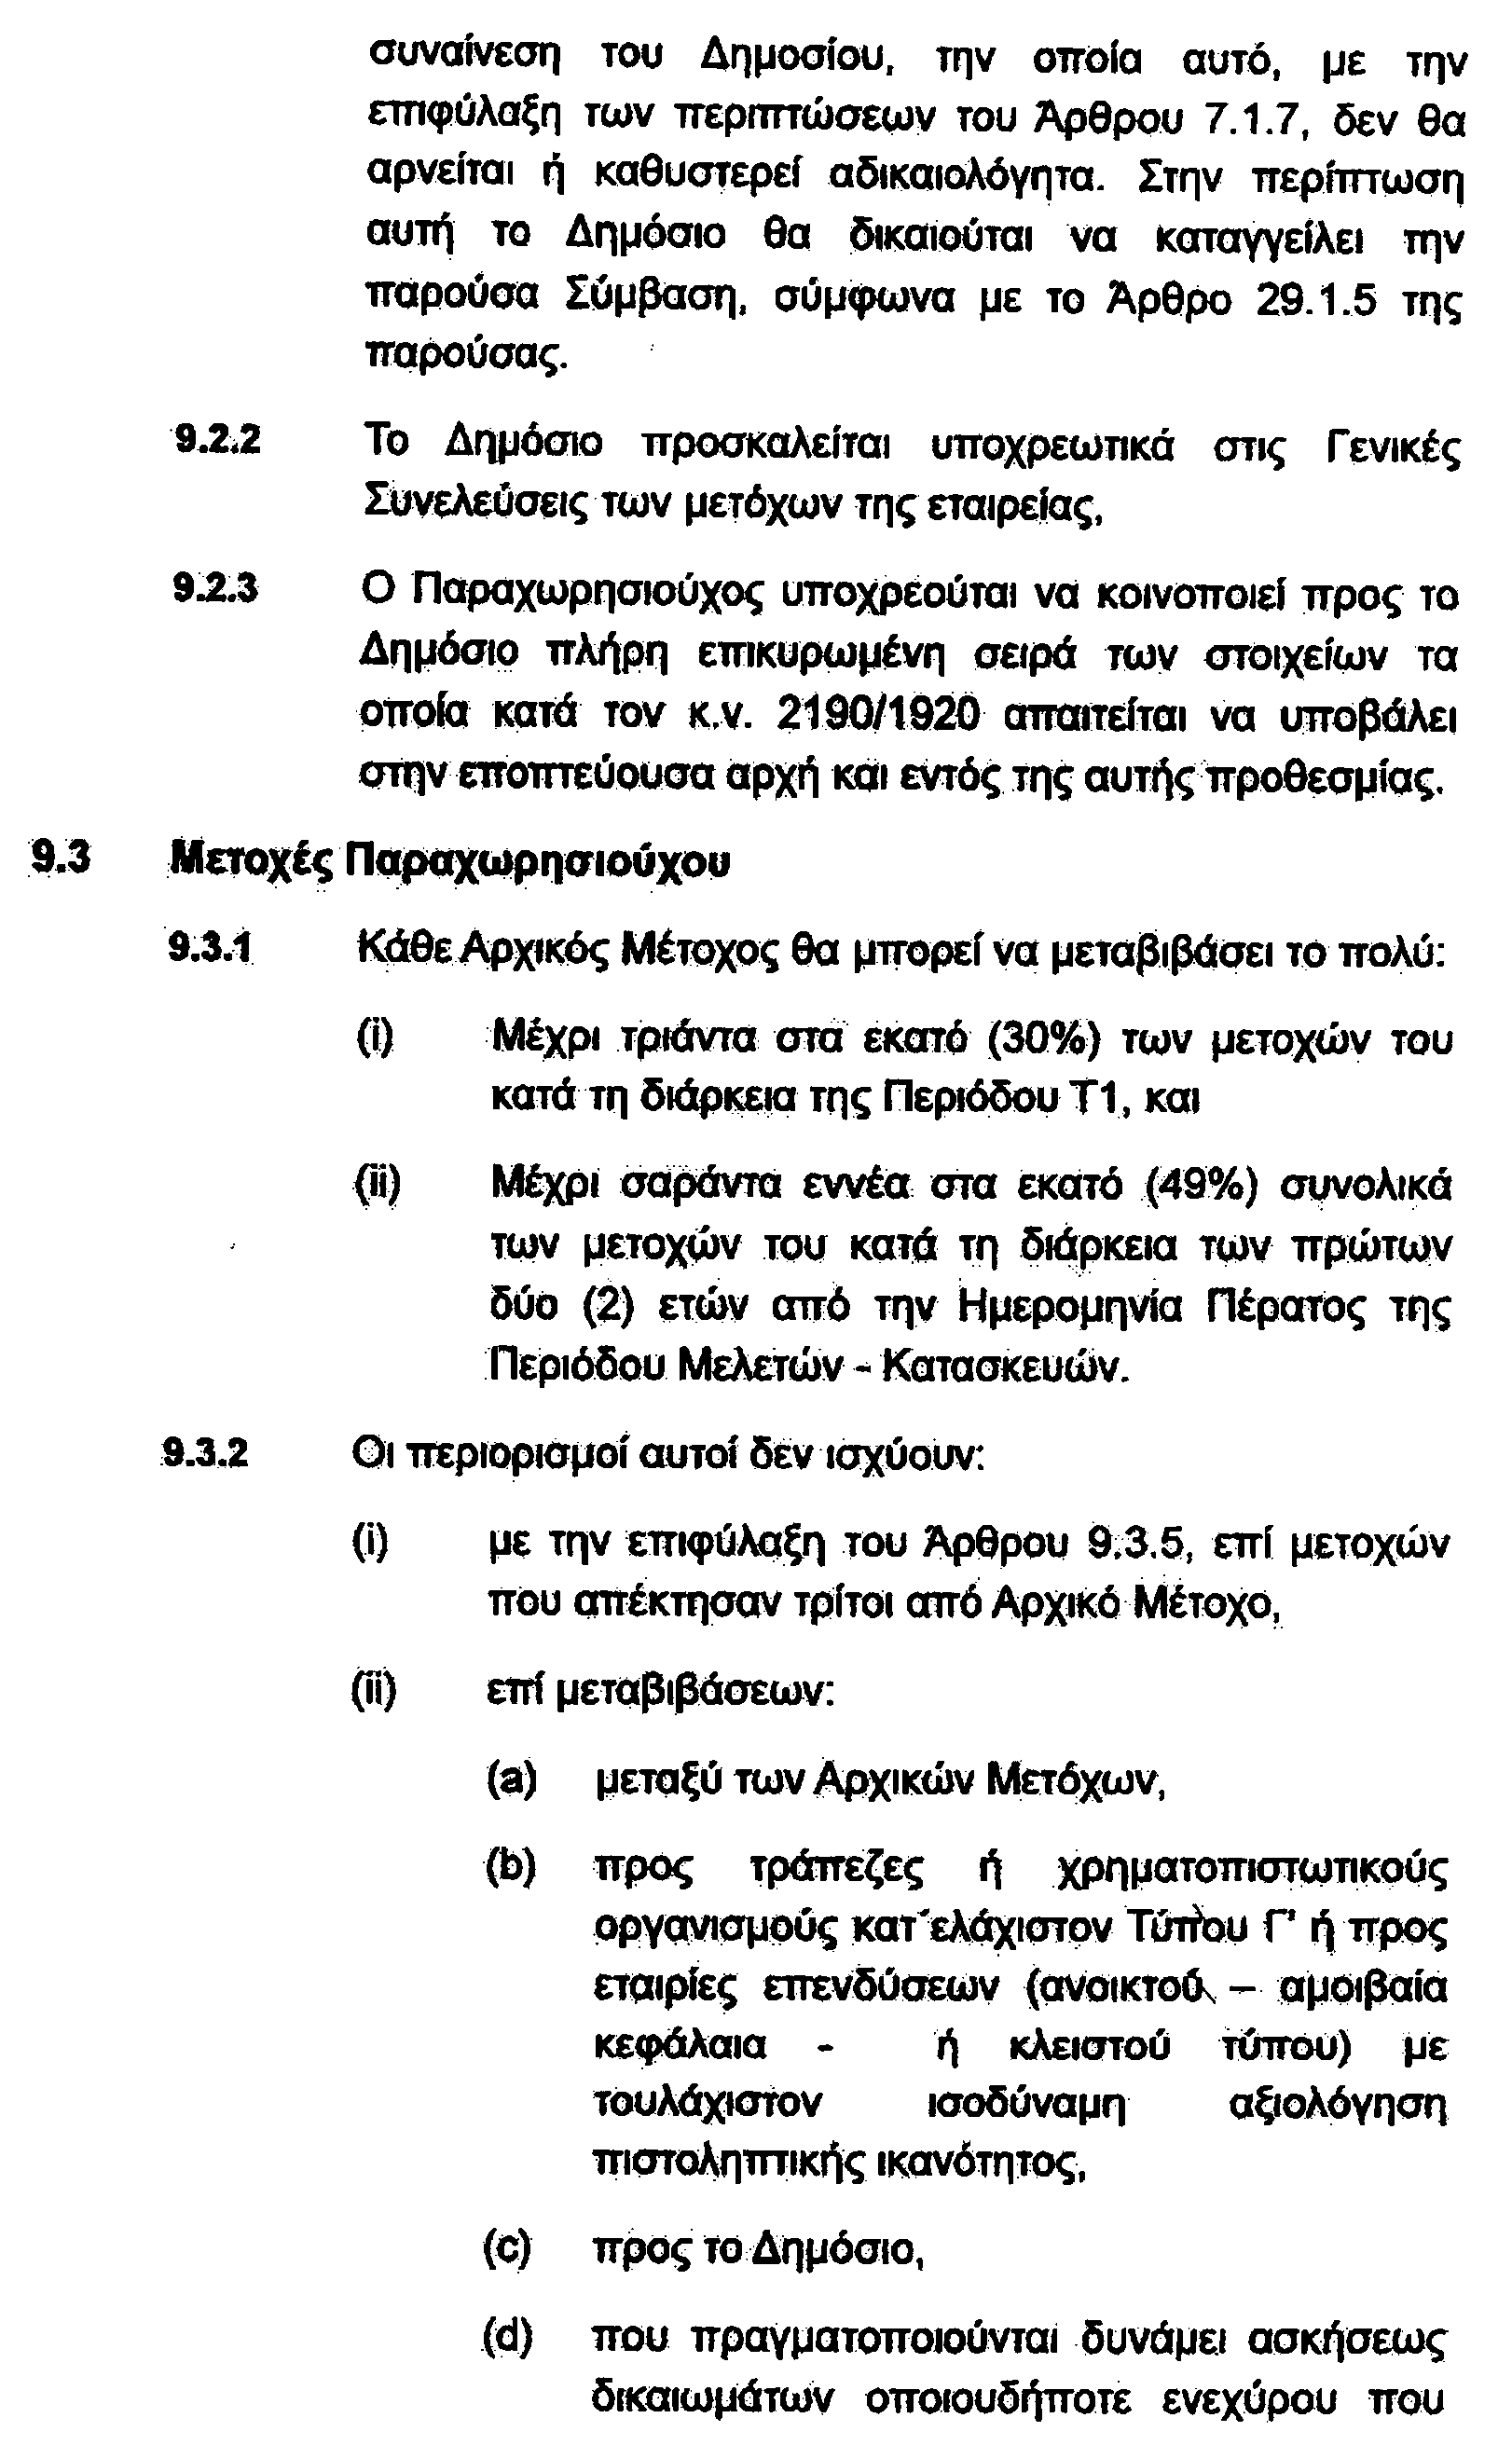 συναίνεση του Δημοσίου, την οποία αυτό, με την
επιφύλαξη των περιπτώσεων του Άρθρου 7.1.7, δεν θα
αρνείται ή καθυστερεί αδικαιολόγητα. Στην περίπτωση
αυτή το Δημόσιο θα δικαιούται να καταγγείλει την
παρούσα Σύμβαση, σύμφωνα με το Άρθρο 29.1.5 της
παρούσας.
9.2.2 Το Δημόσιο προσκαλείται υποχρεωτικά στις Γενικές
Συνελεύσεις των μετόχων της εταιρείας,
9.2.3 Ο Παραχωρησιούχος υποχρεούται να κοινοποιεί προς το
Δημόσιο πλήρη επικυρωμένη σειρά των στοιχείων τα
οποία κατά τον κ.ν. 2190/1920 απαιτείται να υποβάλει
στην εποπτεύουσα αρχή και εντός της αυτής προθεσμίας.
9.3 Μετοχές Παραχωρησιούχου
9.3.1 Κάθε Αρχικός Μέτοχος θα μπορεί να μεταβιβάσει το πολύ:
(i) Μέχρι τριάντα στα εκατό (30%) των μετοχών του
κατά τη διάρκεια της Περιόδου Τ1, και
(ii) Μέχρι σαράντα εννέα στα εκατό (49%) συνολικά
των μετοχών του κατά τη διάρκεια των πρώτων
δύο (2) ετών από την Ημερομηνία Πέρατος της
Περιόδου Μελετών - Κατασκευών.
9.3.2 Οι περιορισμοί αυτοί δεν ισχύουν:
(i) με την επιφύλαξη του Άρθρου 9.3.5, επί μετοχών
που απέκτησαν τρίτοι από Αρχικό Μέτοχο,
(ii) επί μεταβιβάσεων:
(a) μεταξύ των Αρχικών Μετόχων,
(b) προς τράπεζες ή χρηματοπιστωτικούς
οργανισμούς κατ΄ελάχιστον Τύπου Γ' ή προς
εταιρίες επενδύσεων (ανοικτού – αμοιβαία
κεφάλαια - ή κλειστού τύπου) με
τουλάχιστον ισοδύναμη αξιολόγηση
πιστοληπτικής ικανότητος,
(c) προς το Δημόσιο,
(d) που πραγματοποιούνται δυνάμει ασκήσεως
δικαιωμάτων οποιουδήποτε ενεχύρου που